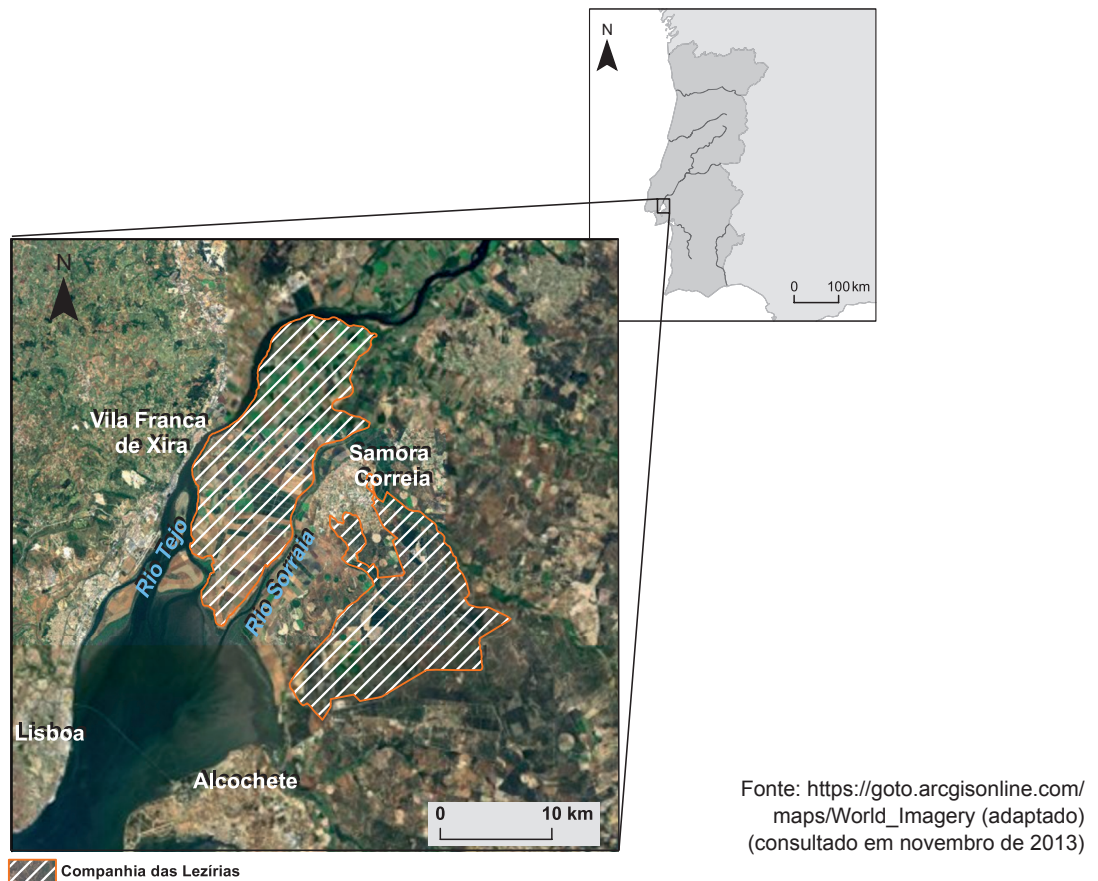 N
0 100 km
N
Vila Franca
de Xira
Samora
Correia
Rio Tejo
Rio Sorraia
Lisboa
Alcochete
0 10 km
Fonte: https://goto.arcgisonline.com/
maps/World_Imagery (adaptado)
(consultado em novembro de 2013)
Companhia das Lezírias